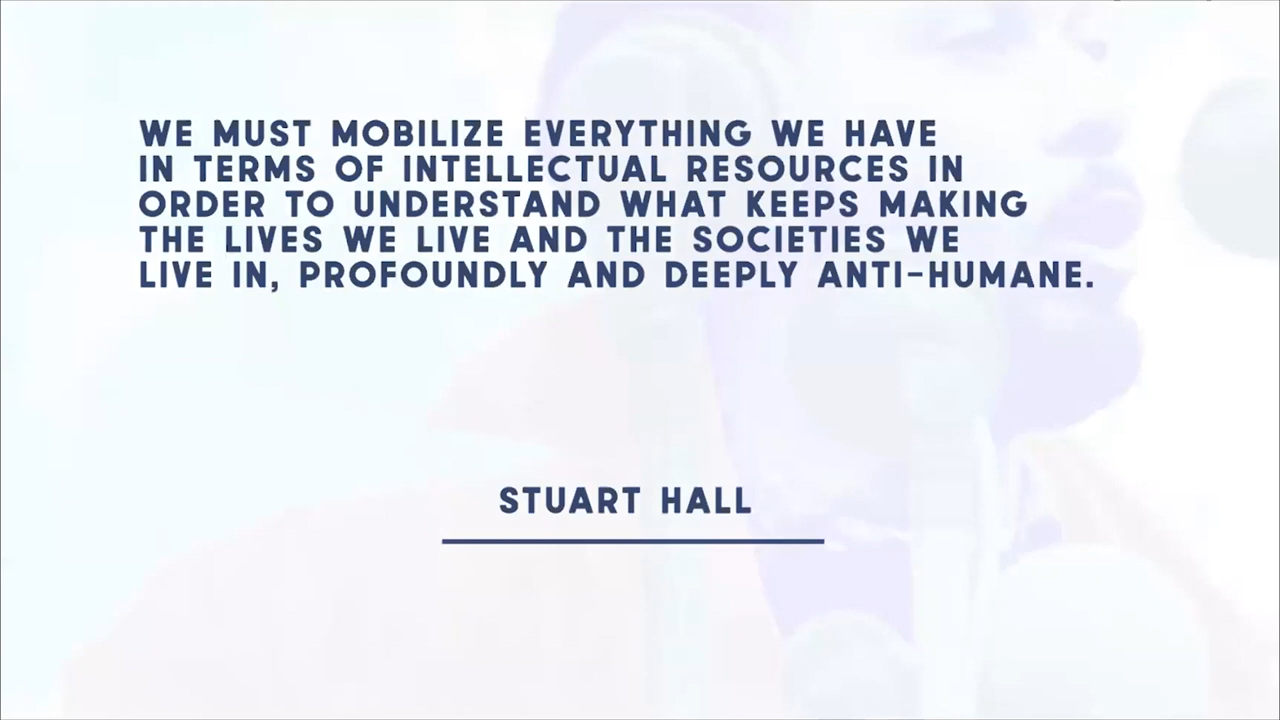 WE MUST MOBILIZE EVERYTHING WE HAVE
IN TERMS OF INTELLECTUAL RESOURCES IN
ORDER TO UNDERSTAND WHAT KEEPS MAKING
THE LIVES WE LIVE AND THE SOCIETIES WE
LIVE IN, PROFOUNDLY AND DEEPLY ANTI-HUMANE.
STUART HALL